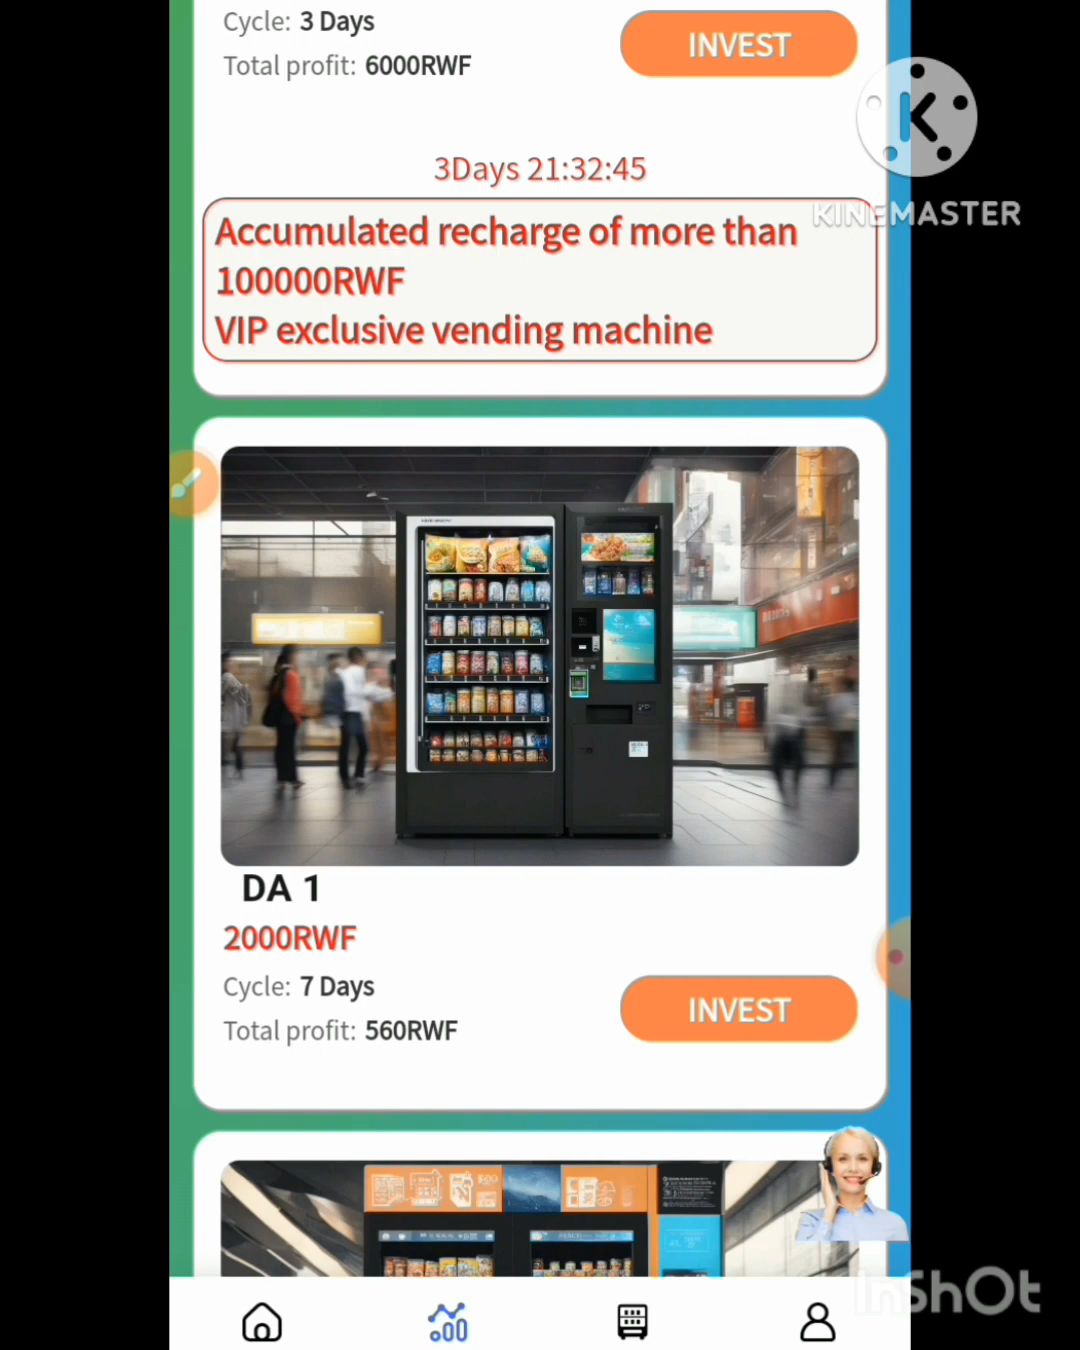 Cycle: 3 Days
INVEST
Total profit: 6000RWF
KINEMASTER
3Days 21:32:45
Accumulated recharge of more than
100000RWF
VIP exclusive vending machine
DA 1
2000RWF
Cycle: 7 Days
INVEST
Total profit: 560RWF
InShOt